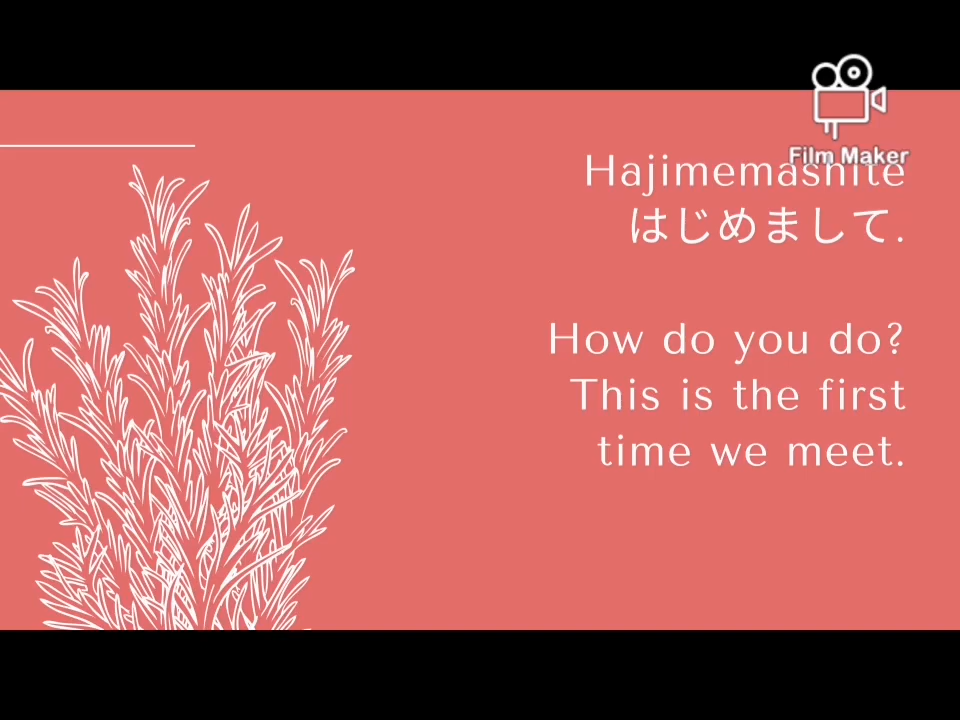 Film Maker
Hajimemashite
はじめまして.
How do you do?
This is the first
time we meet.